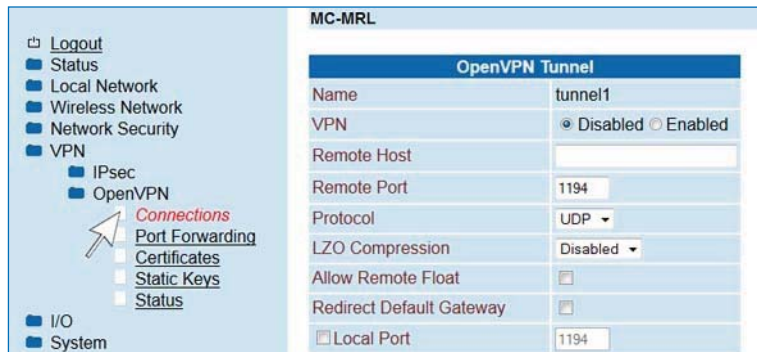 MC-MRL
Logout
Status
Local Network
Wireless Network
Network Security
VPN
IPsec
OpenVPN
Connections
Port Forwarding
Certificates
Static Keys
Status
I/O
System
OpenVPN Tunnel
Name tunnel1
VPN Disabled Enabled
Remote Host
Remote Port 1194
Protocol UDP
LZO Compression Disabled
Allow Remote Float
Redirect Default Gateway
Local Port 1194